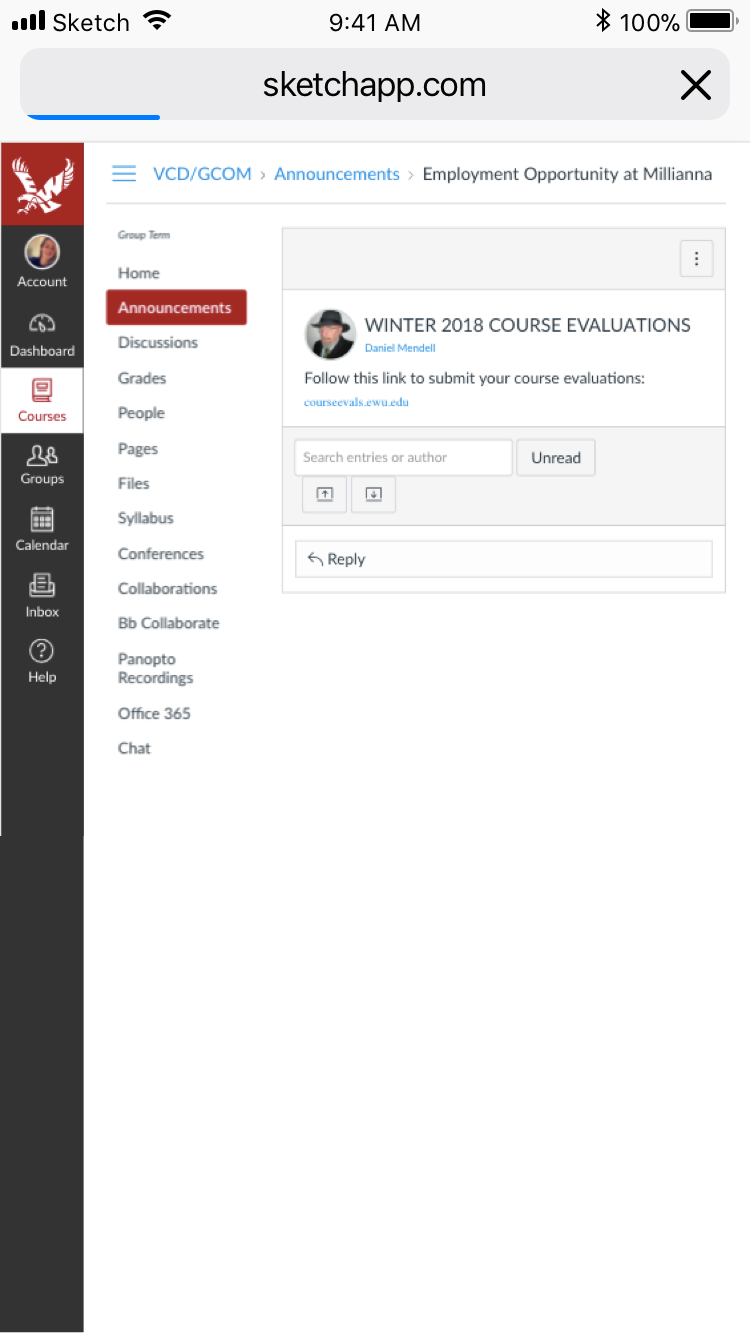 Sketch 9:41 AM 100%
sketchapp.com
VCD/GCOM › Announcements › Employment Opportunity at Millianna
Account
Dashboard
Courses
Groups
Calendar
Inbox
Help
Group Term
Home
Announcements
Discussions
Grades
People
Pages
Files
Syllabus
Conferences
Collaborations
Bb Collaborate
Panopto
Recordings
Office 365
Chat
WINTER 2018 COURSE EVALUATIONS
Daniel Mendell
Follow this link to submit your course evaluations:
courseevals.ewu.edu
Search entries or author Unread
Reply